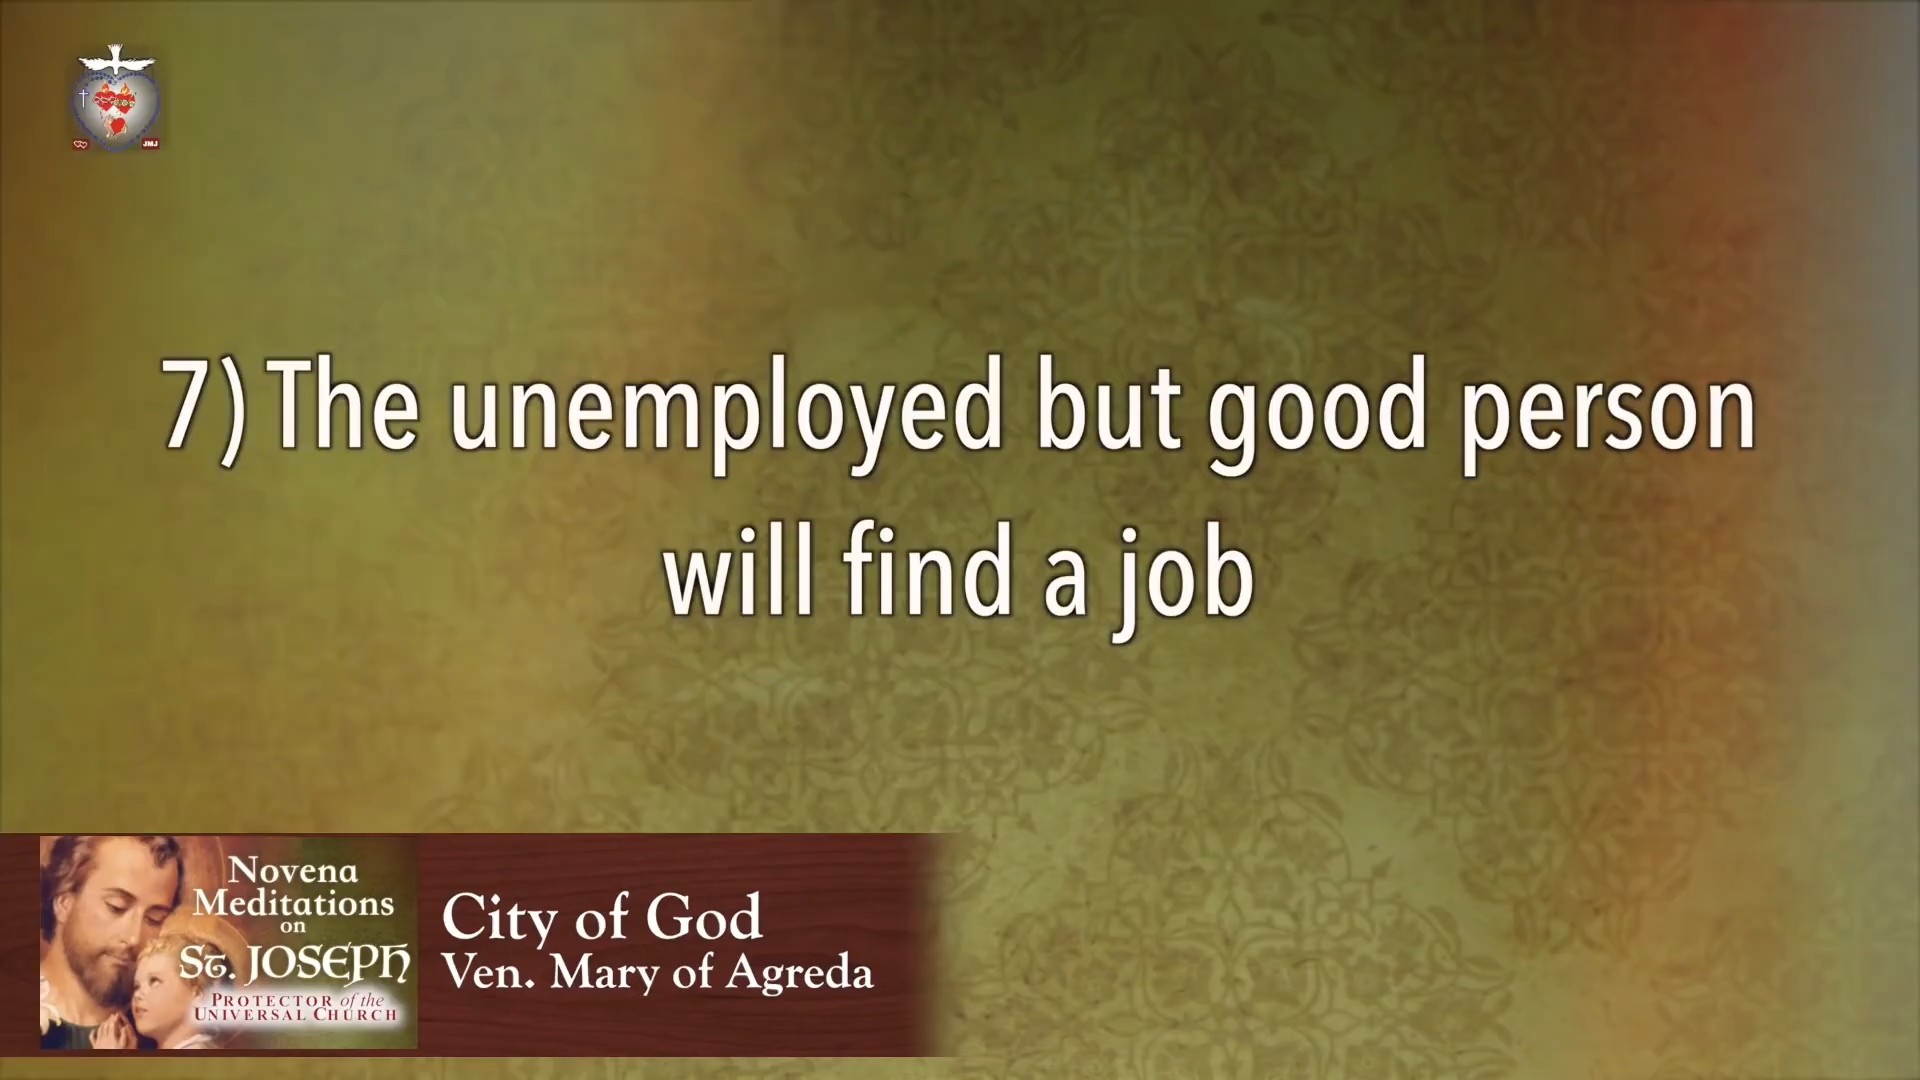 7) The unemployed but good person
will find a job
Novena
Meditations
on
St. JOSEPH
PROTECTOR of the
UNIVERSAL CHURCH
City of God
Ven. Mary of Agreda
JMJ